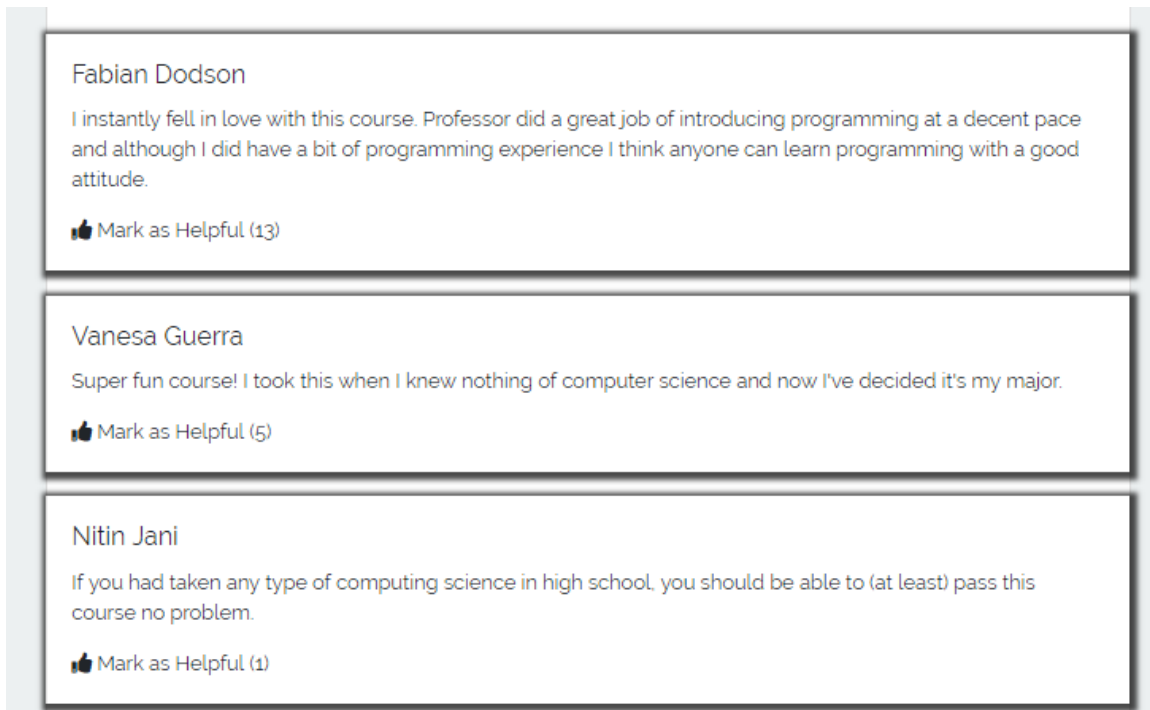 Fabian Dodson
I instantly fell in love with this course. Professor did a great job of introducing programming at a decent pace
and although I did have a bit of programming experience I think anyone can learn programming with a good
attitude.
Mark as Helpful (13)
Vanesa Guerra
Super fun course! I took this when I knew nothing of computer science and now I've decided it's my major.
Mark as Helpful (5)
Nitin Jani
If you had taken any type of computing science in high school, you should be able to (at least) pass this
course no problem.
Mark as Helpful (1)